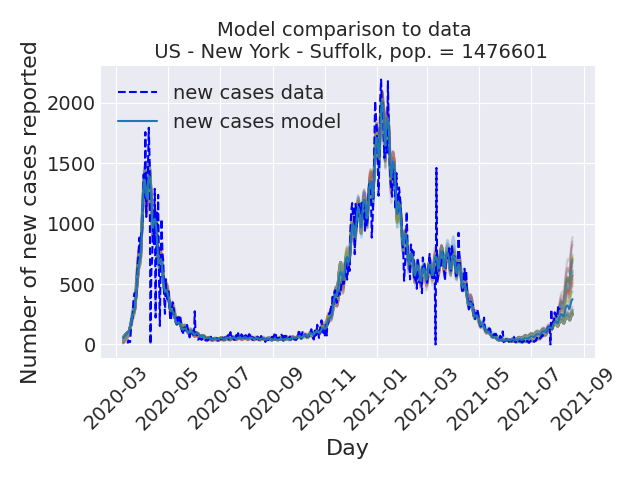 Model comparison to data
US - New York - Suffolk, pop. = 1476601
Number of new cases reported
2000
1500
1000
500
0
new cases data
new cases model
2020-03
2020-05
2020-07
2020-09
2020-11
2021-01
2021-03
2021-05
2021-07
2021-09
Day